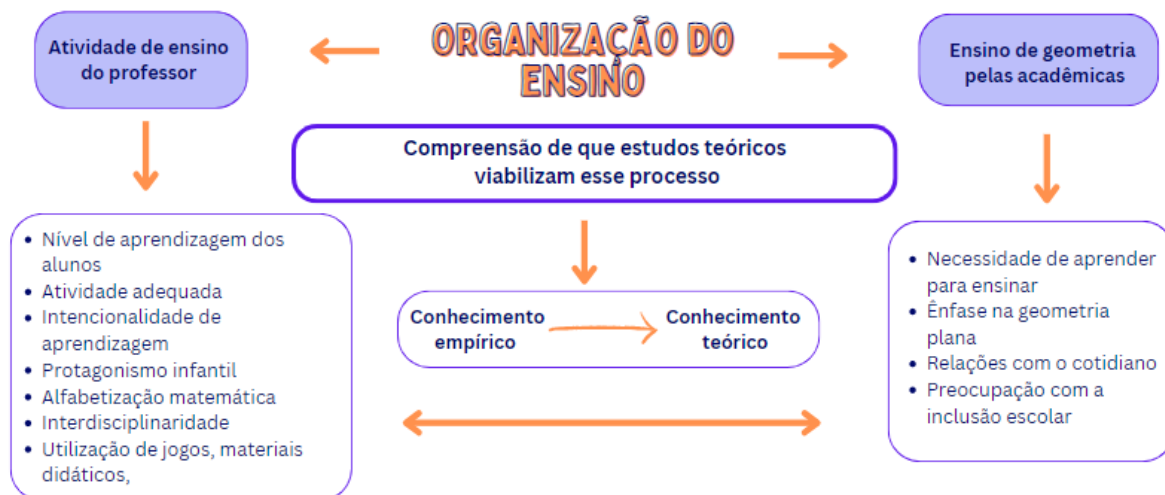 ORGANIZAÇÃO DO
ENSINO
Atividade de ensino
do professor
Ensino de geometria
pelas acadêmicas
Compreensão de que estudos teóricos
viabilizam esse processo
• Nível de aprendizagem dos
alunos
• Atividade adequada
• Intencionalidade de
aprendizagem
• Protagonismo infantil
• Alfabetização matemática
• Interdisciplinaridade
• Utilização de jogos, materiais
didáticos,
Conhecimento
empírico
Conhecimento
teórico
• Necessidade de aprender
para ensinar
• Ênfase na geometria
plana
• Relações com o cotidiano
• Preocupação com a
inclusão escolar